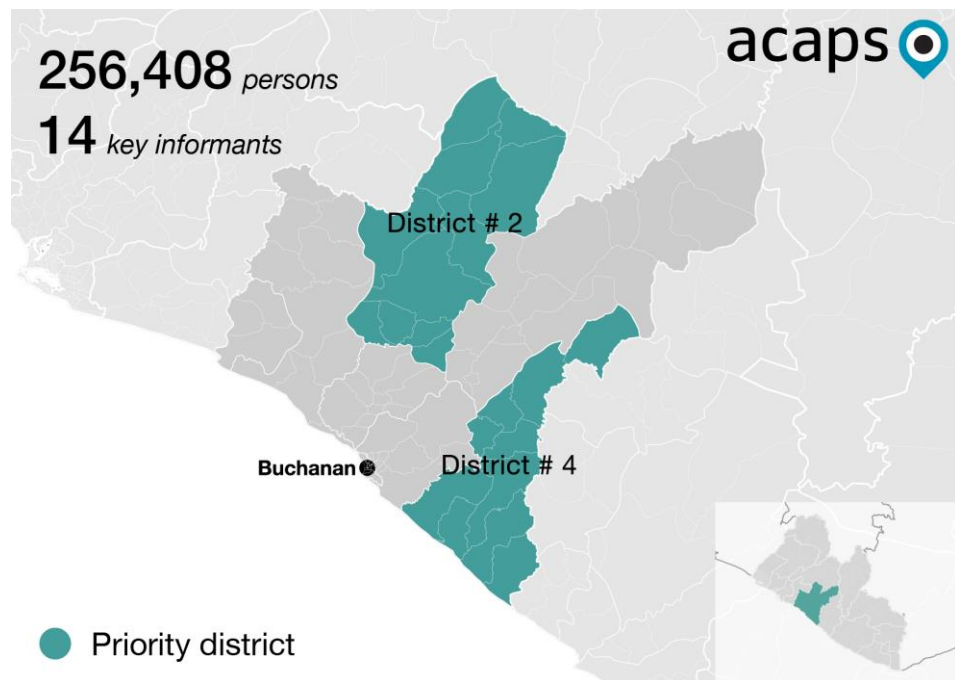 256,408 persons
14 key informants
acaps
District # 2
District # 4
Buchanan
Priority district